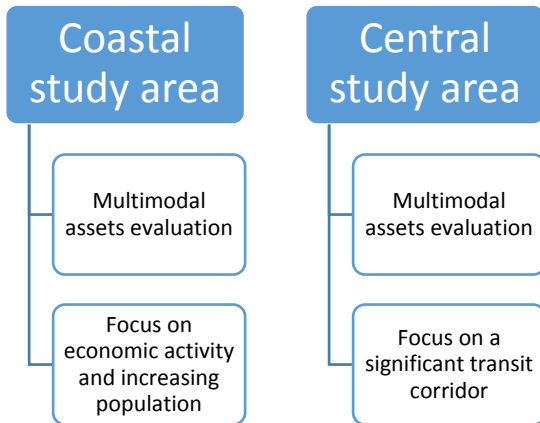 Coastal
study area
Multimodal
assets evaluation
Focus on
economic activity
and increasing
population
Central
study area
Multimodal
assets evaluation
Focus on a
significant transit
corridor